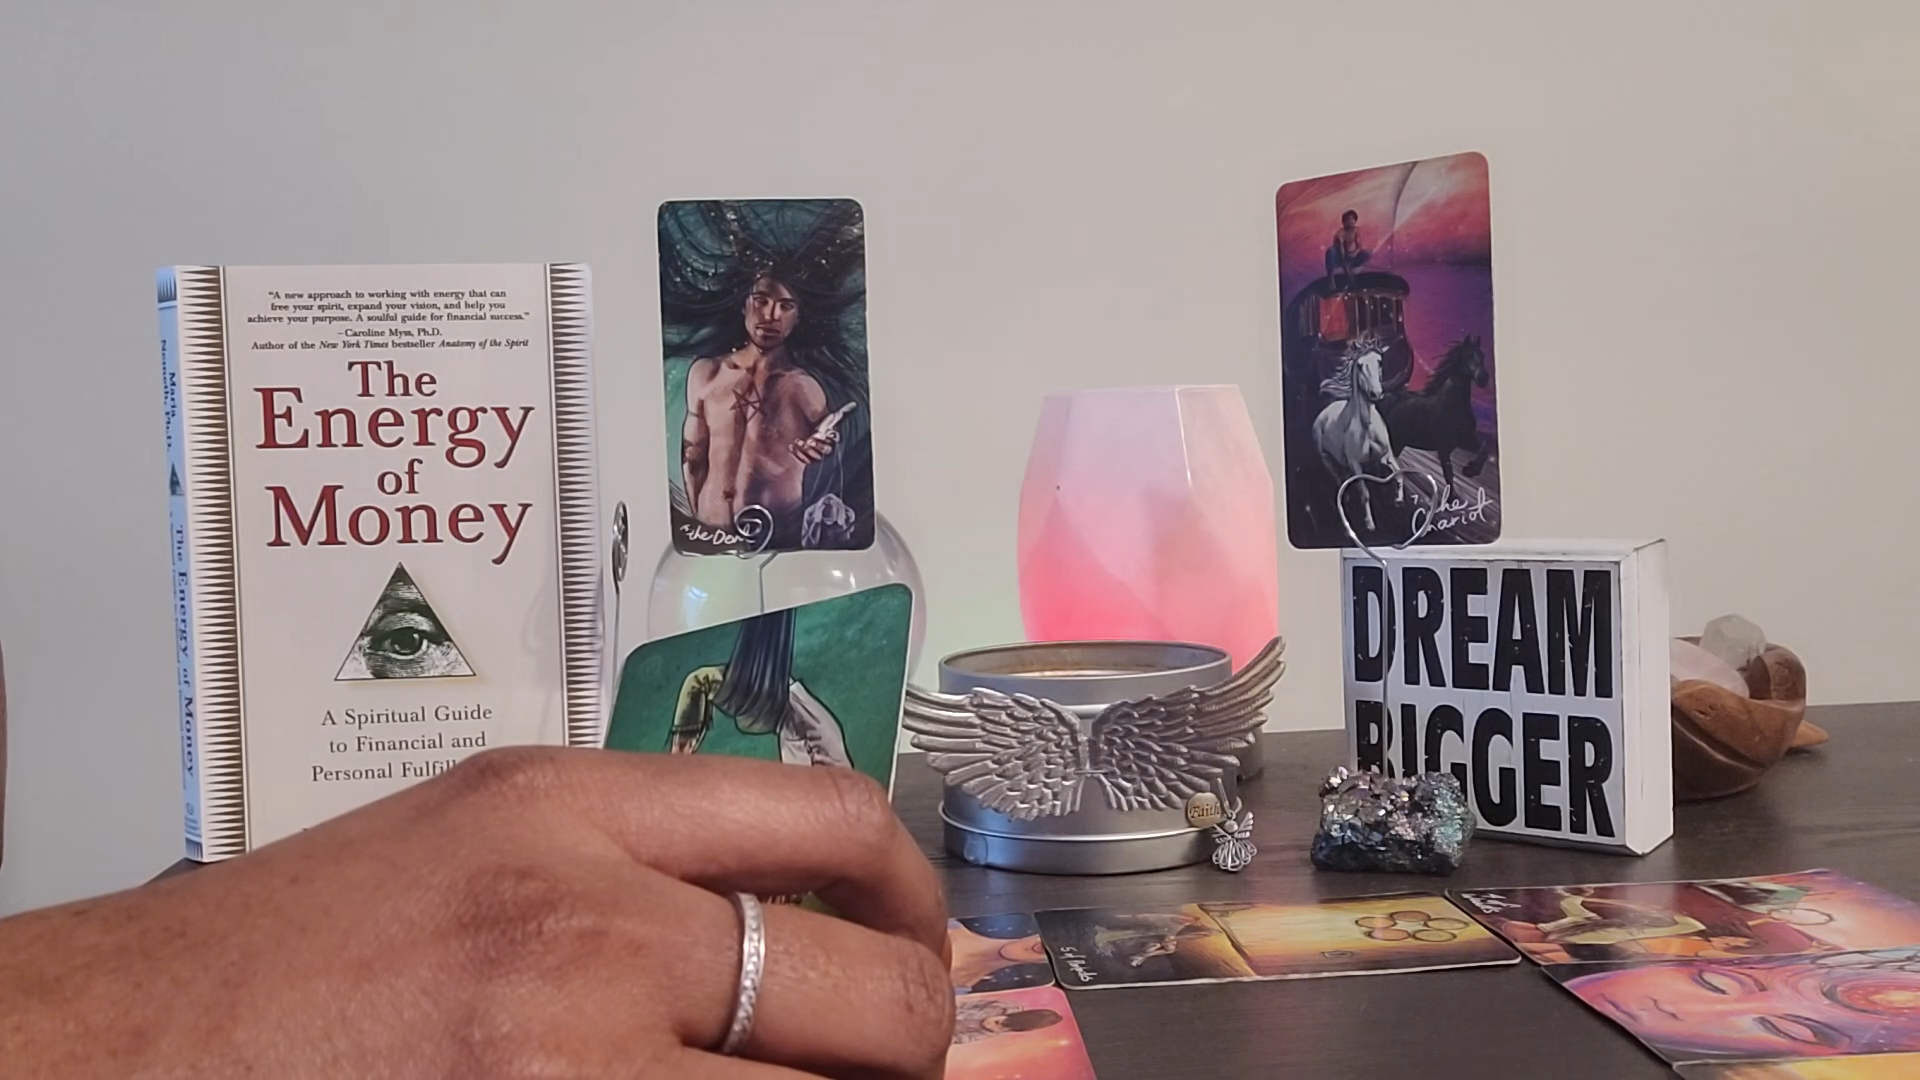 "A new approach to working with energy that can
free your spirit, expand your vision, and help you
achieve your purpose. A soulful guide for financial success."
–Caroline Myss, Ph.D.
Author of the New York Times bestseller Anatomy of the Spirit
The
Energy
of
Money
A Spiritual Guide
to Financial and
Personal
Maria
Nemeth, Ph.D.
The Energy of Money
the Devil
7. the
Chariot
DREAM
BIGGER
Faith
5 of